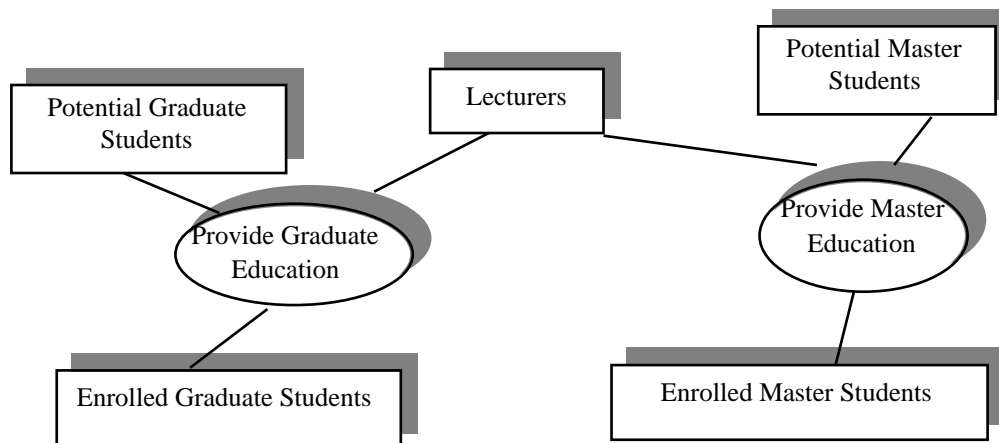 Potential Graduate
Students
Lecturers
Potential Master
Students
Provide Graduate
Education
Provide Master
Education
Enrolled Graduate Students
Enrolled Master Students